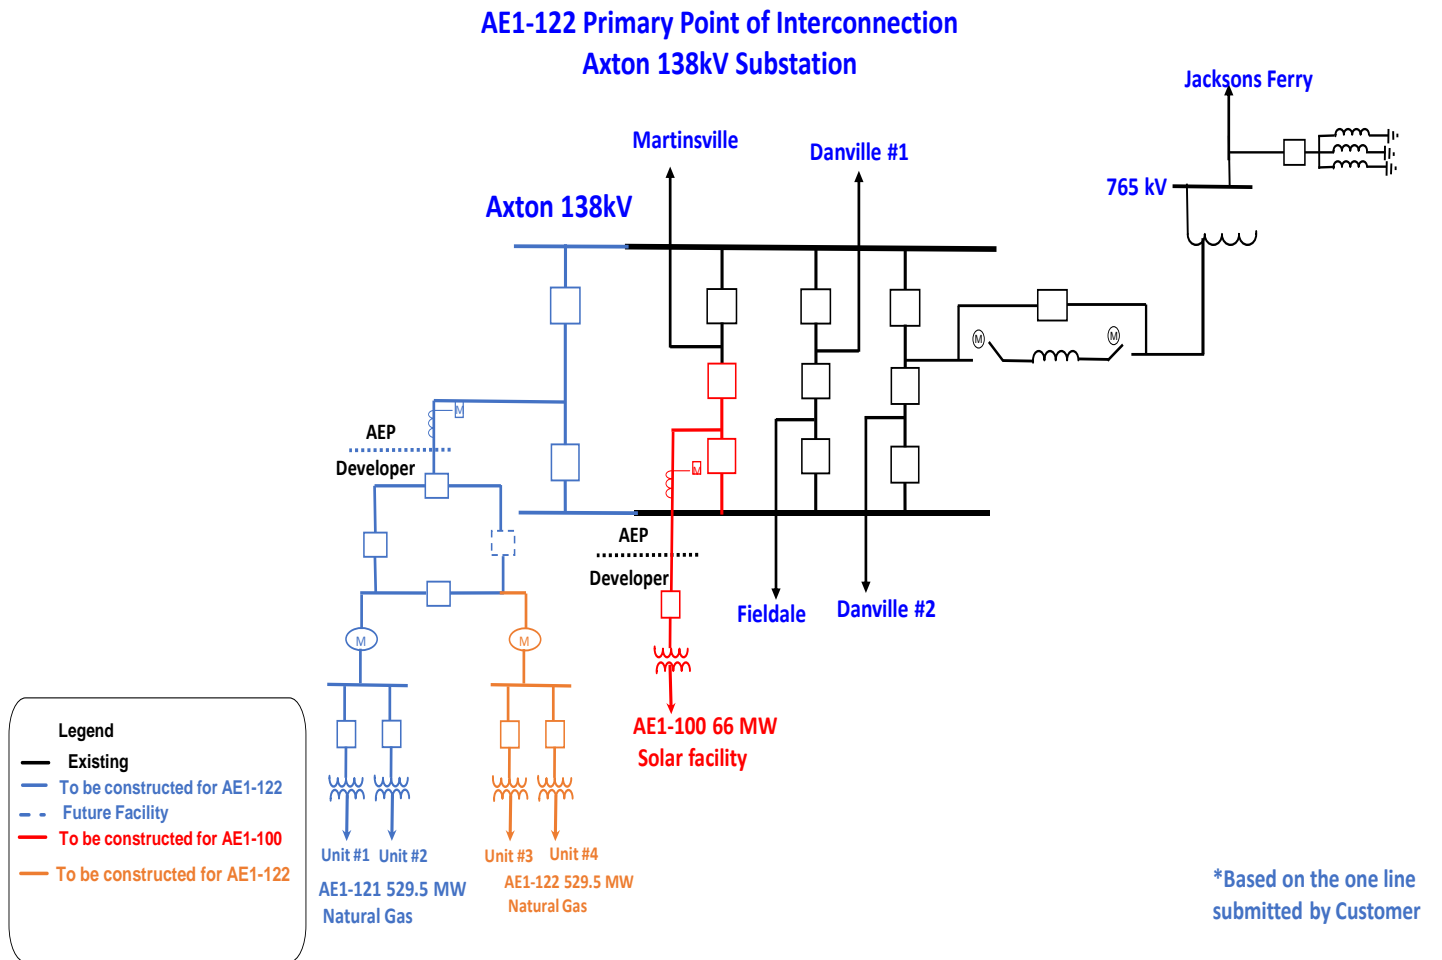 AE1-122 Primary Point of Interconnection
Axton 138kV Substation
Jacksons Ferry
Martinsville
Danville #1
765 kV
Axton 138kV
M
M
M
AEP
Developer
M
AEP
Developer
Fieldale
Danville #2
M
M
AE1-100 66 MW
Solar facility
Legend
Existing
To be constructed for AE1-122
Future Facility
To be constructed for AE1-100
To be constructed for AE1-122
Unit #1
Unit #2
Unit #3
Unit #4
AE1-121 529.5 MW
Natural Gas
AE1-122 529.5 MW
Natural Gas
*Based on the one line
submitted by Customer